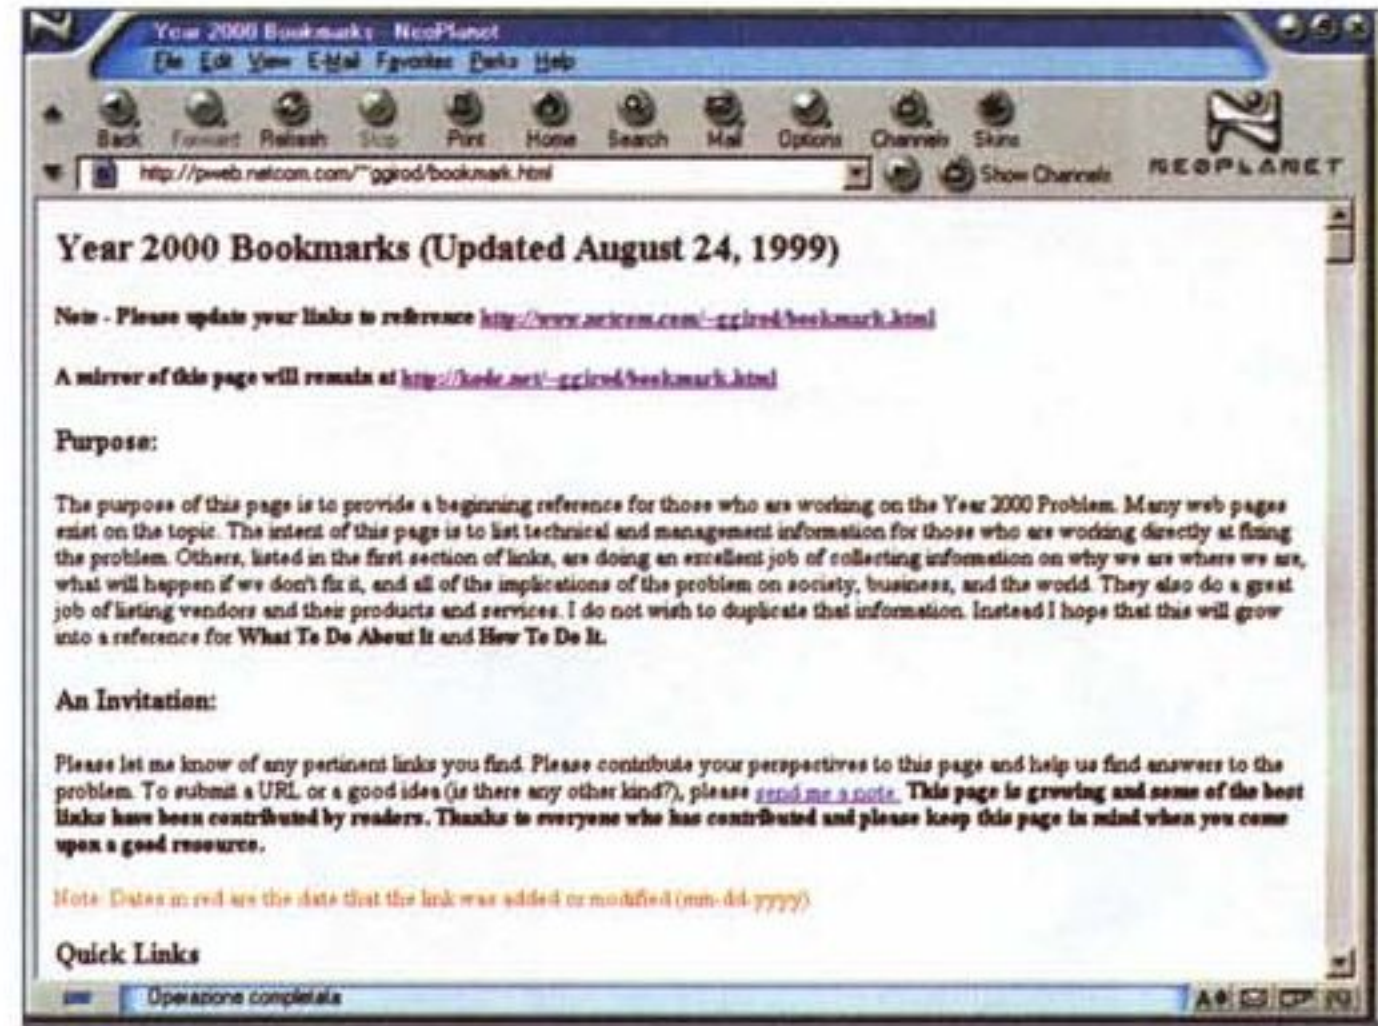 Year 2000 Bookmarks - NeoPlanet
File Edit View E-Mail Favorites Perks Help
Back Forward Refresh Stop Print Home Search Mail Options Channels Skins
http://pweb.netcom.com/~ggirod/bookmark.html
Show Channels
NEOPLANET
Year 2000 Bookmarks (Updated August 24, 1999)
Note - Please update your links to reference http://www.netcom.com/~ggirod/bookmark.html
A mirror of this page will remain at http://kode.net/~ggirod/bookmark.html
Purpose:
The purpose of this page is to provide a beginning reference for those who are working on the Year 2000 Problem. Many web pages
exist on the topic. The intent of this page is to list technical and management information for those who are working directly at fixing
the problem. Others, listed in the first section of links, are doing an excellent job of collecting information on why we are where we are,
what will happen if we don't fix it, and all of the implications of the problem on society, business, and the world. They also do a great
job of listing vendors and their products and services. I do not wish to duplicate that information. Instead I hope that this will grow
into a reference for What To Do About It and How To Do It.
An Invitation:
Please let me know of any pertinent links you find. Please contribute your perspectives to this page and help us find answers to the
problem. To submit a URL or a good idea (is there any other kind?), please send me a note. This page is growing and some of the best
links have been contributed by readers. Thanks to everyone who has contributed and please keep this page in mind when you come
upon a good resource.
Note: Dates in red are the date that the link was added or modified (mm-dd-yyyy)
Quick Links
Operazione completata